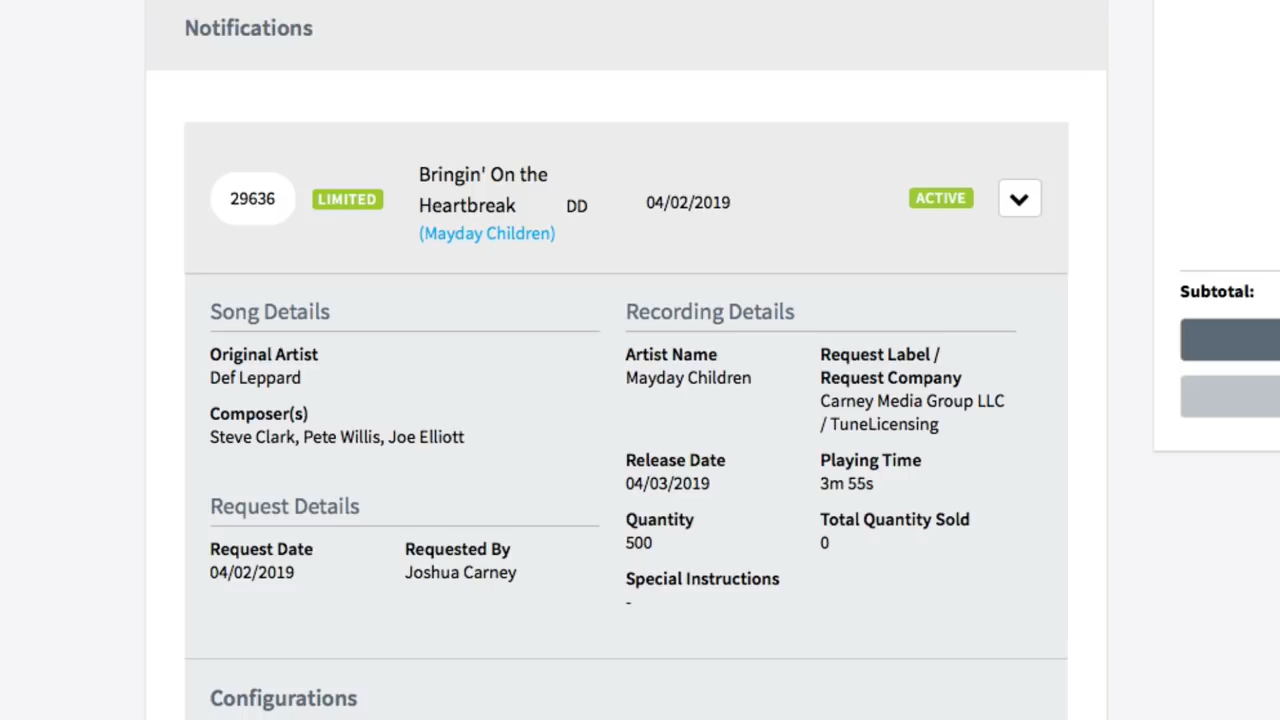 Notifications
29636
LIMITED
Bringin' On the
Heartbreak
(Mayday Children)
DD
04/02/2019
ACTIVE
Song Details
Original Artist
Def Leppard
Composer(s)
Steve Clark, Pete Willis, Joe Elliott
Request Details
Request Date
04/02/2019
Requested By
Joshua Carney
Recording Details
Artist Name
Mayday Children
Request Label /
Request Company
Carney Media Group LLC
/ TuneLicensing
Release Date
04/03/2019
Playing Time
3m 55s
Quantity
500
Total Quantity Sold
0
Special Instructions
-
Configurations
Subtotal: